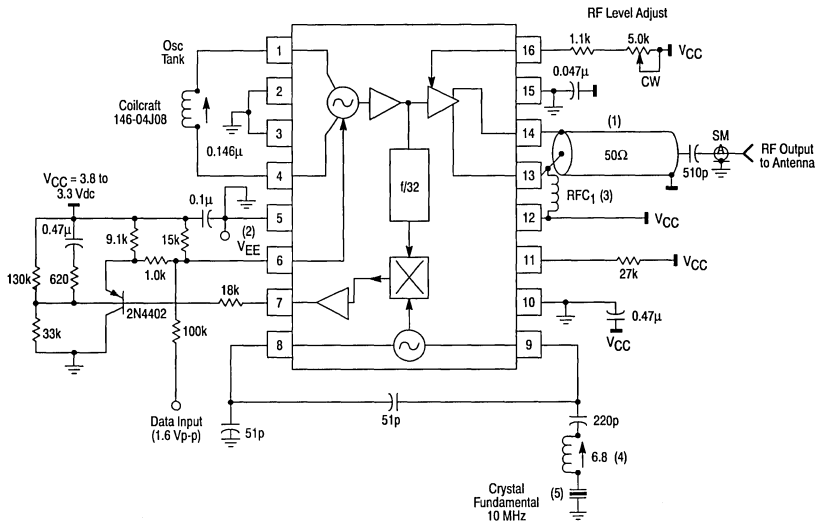 RF Level Adjust
Osc
Tank
1
16
1.1k
5.0k
VCC
CW
2
15
0.047μ
Coilcraft
146-04J08
3
14
(1)
SM
50Ω
RF Output
to Antenna
0.146μ
4
13
510p
f/32
RFC1 (3)
VCC = 3.8 to
3.3 Vdc
0.1μ
5
12
VCC
(2)
VEE
0.47μ
9.1k
15k
6
11
VCC
1.0k
27k
130k
620
18k
7
10
0.47μ
2N4402
VCC
33k
100k
8
9
51p
51p
220p
Data Input
(1.6 Vp-p)
6.8 (4)
Crystal
Fundamental
10 MHz
(5)